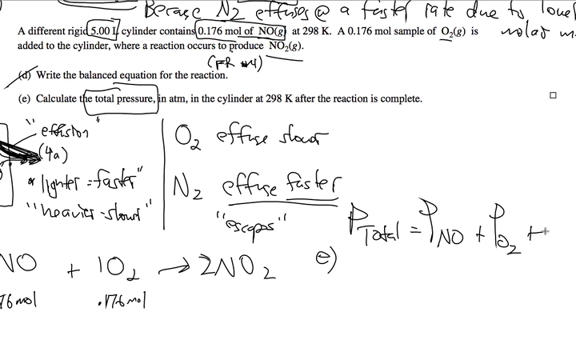 Because N2 effuses @ a faster rate due to lower
molar m
A different rigid 5.00 L cylinder contains 0.176 mol of NO(g) at 298 K. A 0.176 mol sample of O2(g) is
added to the cylinder, where a reaction occurs to produce NO2(g).
(FR #4)
(d) Write the balanced equation for the reaction.
(e) Calculate the total pressure, in atm, in the cylinder at 298 K after the reaction is complete.
"effusion"
(4a)
* lighter = faster"
"heavier = slower"
O2 effuse slower
N2 effuse faster
"escapes"
PTotal = PNO + PO2 +
NO + 1O2 → 2NO2 e)
76 mol .176 mol